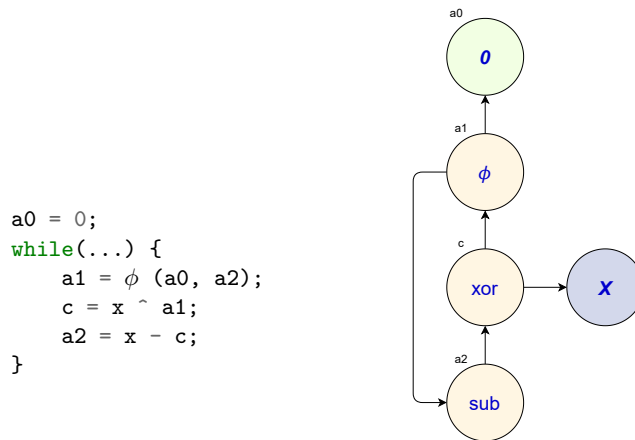 a0 = 0;
while(...) {
    a1 = ϕ (a0, a2);
    c = x ^ a1;
    a2 = x - c;
}
a0
0
a1
ϕ
c
xor
X
a2
sub